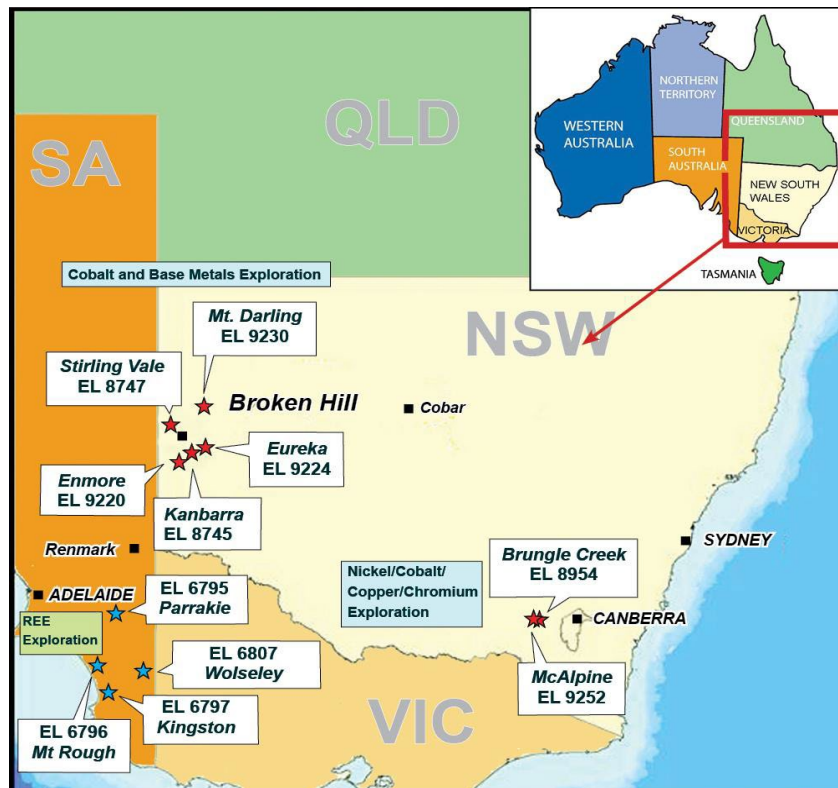 QLD
SA
NSW
VIC
NORTHERN
TERRITORY
WESTERN
AUSTRALIA
QUEENSLAND
SOUTH
AUSTRALIA
NEW SOUTH
WALES
VICTORIA
TASMANIA
Cobalt and Base Metals Exploration
Mt. Darling
EL 9230
Stirling Vale
EL 8747
Broken Hill
Cobar
Eureka
EL 9224
Enmore
EL 9220
Kanbarra
EL 8745
Renmark
SYDNEY
Brungle Creek
EL 8954
Nickel/Cobalt/
Copper/Chromium
Exploration
ADELAIDE
EL 6795
Parrakie
CANBERRA
REE
Exploration
EL 6807
Wolseley
McAlpine
EL 9252
EL 6797
Kingston
EL 6796
Mt Rough